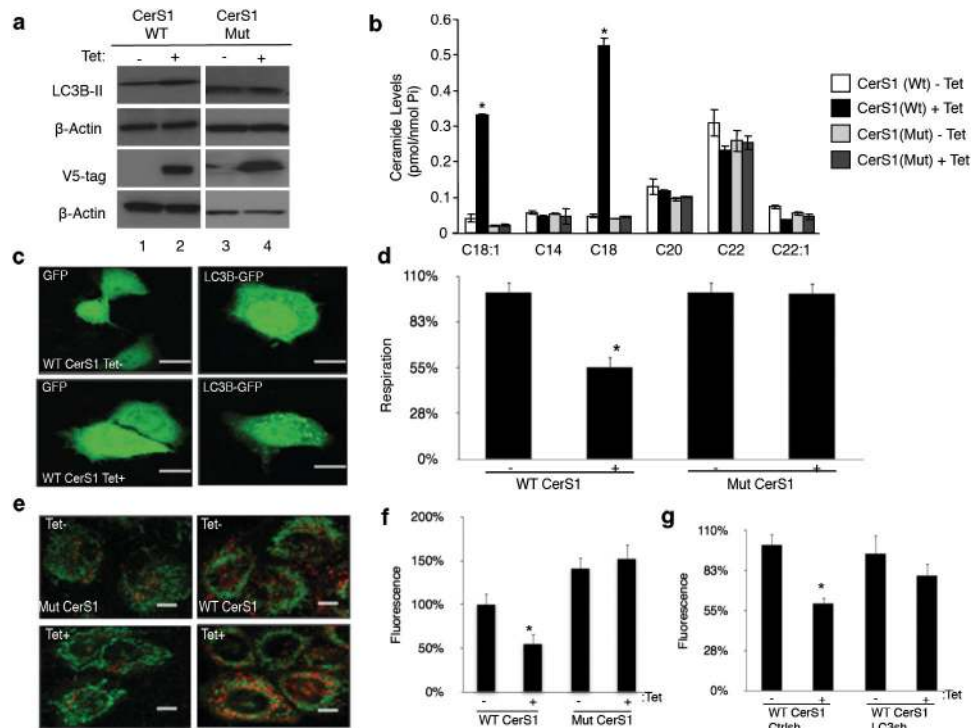 a
CerS1 CerS1
WT Mut
Tet: - + - +
LC3B-II
β-Actin
V5-tag
β-Actin
1 2 3 4
b
Ceramide Levels
(pmol/nmol Pi)
0.6
0.5
0.4
0.3
0.2
0.1
0
* *
C18:1 C14 C18 C20 C22 C22:1
CerS1 (Wt) - Tet
CerS1(Wt) + Tet
CerS1(Mut) - Tet
CerS1(Mut) + Tet
c
GFP
WT CerS1 Tet-
LC3B-GFP
GFP
WT CerS1 Tet+
LC3B-GFP
d
Respiration
110%
83%
55%
28%
0%
*
- + - +
WT CerS1 Mut CerS1
e
Tet-
Mut CerS1
Tet-
WT CerS1
Tet+
Tet+
f
Fluorescence
200%
150%
100%
50%
0%
*
- + - + :Tet
WT CerS1 Mut CerS1
g
Fluorescence
110%
83%
55%
28%
0%
*
- + - + :Tet
WT CerS1 WT CerS1
Ctrlsh LC3sh